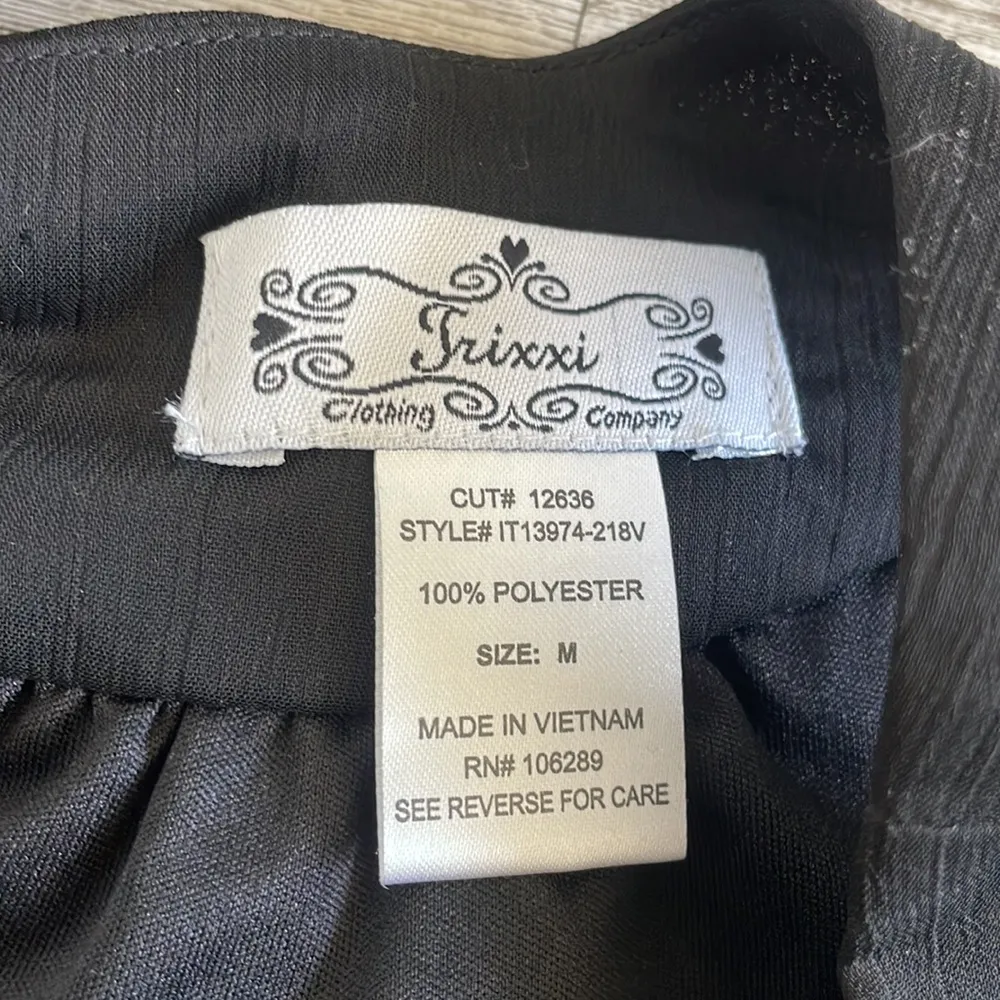 Trixxi
Clothing Company
CUT# 12636
STYLE# IT13974-218V
100% POLYESTER
SIZE: M
MADE IN VIETNAM
RN# 106289
SEE REVERSE FOR CARE